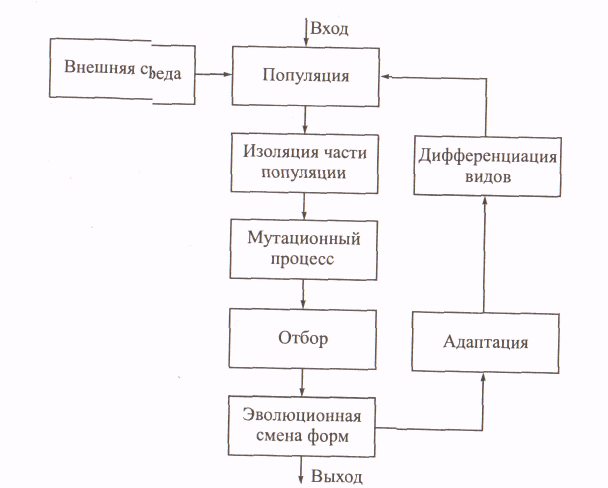 Вход
Внешняя среда
Популяция
Изоляция части
популяции
Дифференциация
видов
Мутационный
процесс
Отбор
Адаптация
Эволюционная
смена форм
Выход